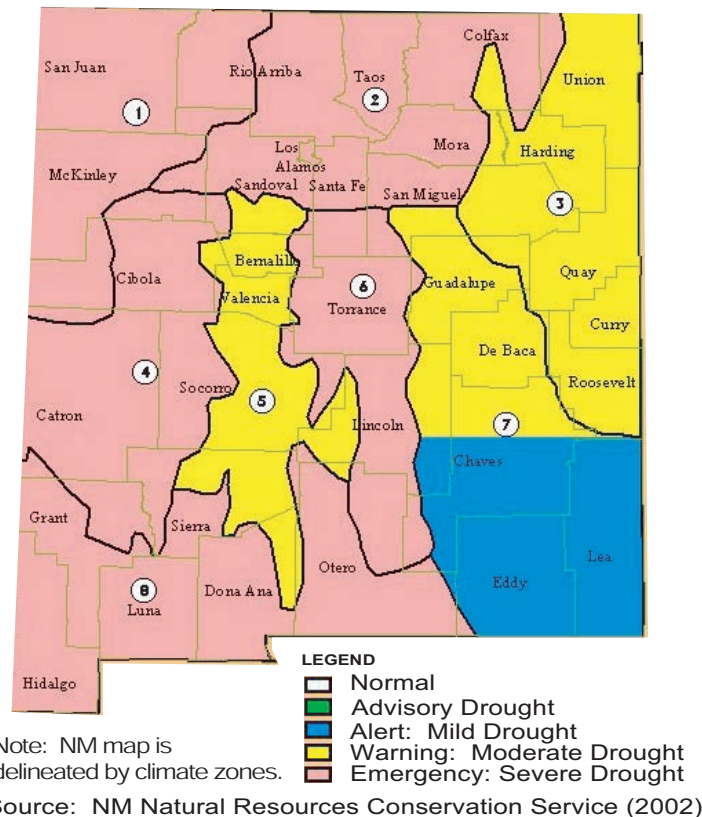 Colfax
San Juan
Rio Arriba
Taos
Union
2
1
Los
Alamos
Mora
Harding
McKinley
Sandoval
Santa Fe
San Miguel
3
Bernalill
Cibola
6
Guadalupe
Quay
Valencia
Torrance
Curry
De Baca
4
Socorro
Roosevelt
5
Catron
Lincoln
7
Chaves
Grant
Sierra
Lea
Otero
Eddy
8
Luna
Dona Ana
Hidalgo
LEGEND
Normal
Advisory Drought
Alert: Mild Drought
Warning: Moderate Drought
Emergency: Severe Drought
Note: NM map is
delineated by climate zones.
Source: NM Natural Resources Conservation Service (2002)